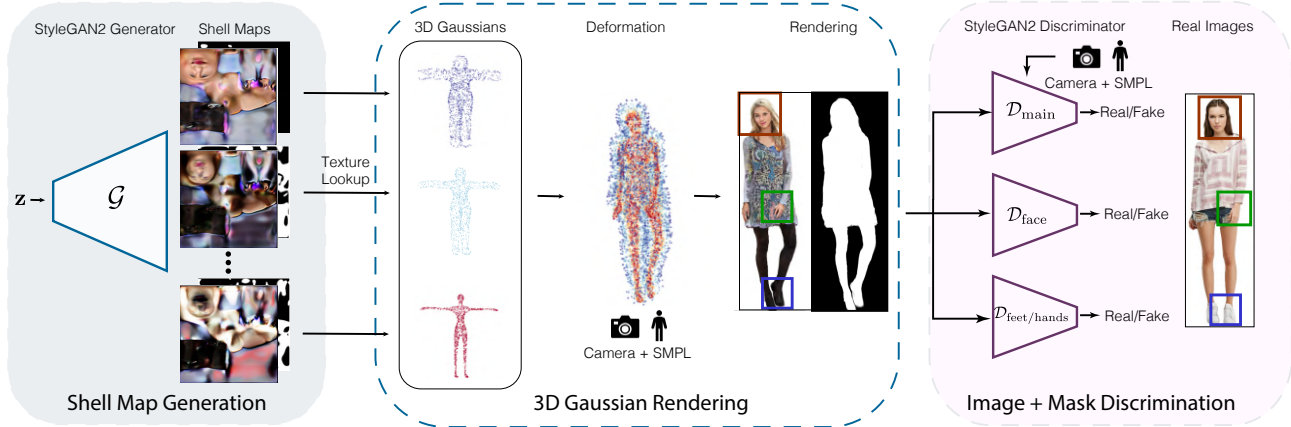 StyleGAN2 Generator
Shell Maps
z
𝒢
Texture
Lookup
Shell Map Generation
3D Gaussians
Deformation
Rendering
Camera + SMPL
3D Gaussian Rendering
StyleGAN2 Discriminator
Real Images
Camera + SMPL
𝒟main
Real/Fake
𝒟face
Real/Fake
𝒟feet/hands
Real/Fake
Image + Mask Discrimination